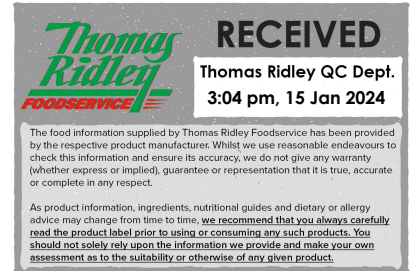 Thomas
Ridley
FOODSERVICE
RECEIVED
Thomas Ridley QC Dept.
3:04 pm, 15 Jan 2024
The food information supplied by Thomas Ridley Foodservice has been provided
by the respective product manufacturer. Whilst we use reasonable endeavours to
check this information and ensure its accuracy, we do not give any warranty
(whether express or implied), guarantee or representation that it is true, accurate
or complete in any respect.
As product information, ingredients, nutritional guides and dietary or allergy
advice may change from time to time, we recommend that you always carefully
read the product label prior to using or consuming any such products. You
should not solely rely upon the information we provide and make your own
assessment as to the suitability or otherwise of any given product.